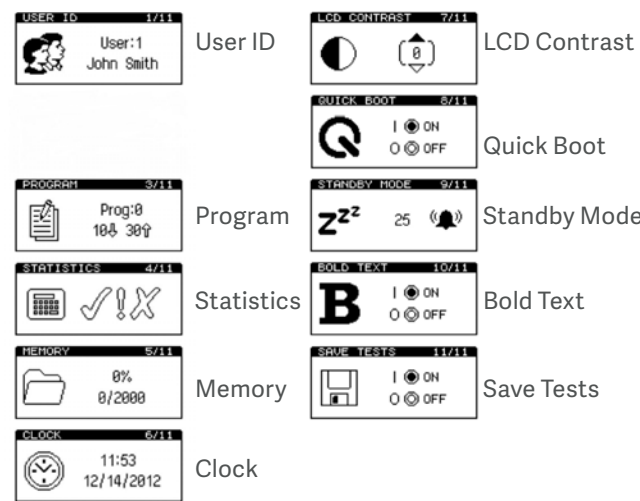 USER ID 1/11
User:1
John Smith
User ID
PROGRAM 3/11
Prog:0
10⇩ 30⇧
Program
STATISTICS 4/11
Statistics
MEMORY 5/11
0%
0/2000
Memory
CLOCK 6/11
11:53
12/14/2012
Clock
LCD CONTRAST 7/11
0
LCD Contrast
QUICK BOOT 8/11
I ON
O OFF
Quick Boot
STANDBY MODE 9/11
zzz 25
Standby Mode
BOLD TEXT 10/11
B
I ON
O OFF
Bold Text
SAVE TESTS 11/11
I ON
O OFF
Save Tests